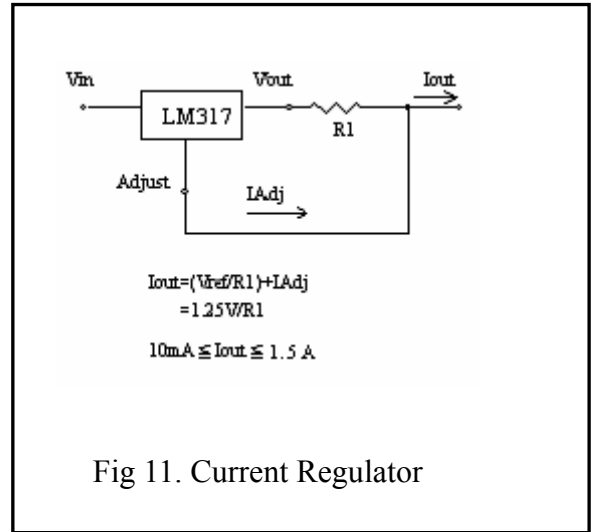 Vin Vout Iout
LM317
R1
Adjust
IAdj
Iout=(Vref/R1)+IAdj
=1.25V/R1
10mA ≦ Iout ≦ 1.5 A
Fig 11. Current Regulator